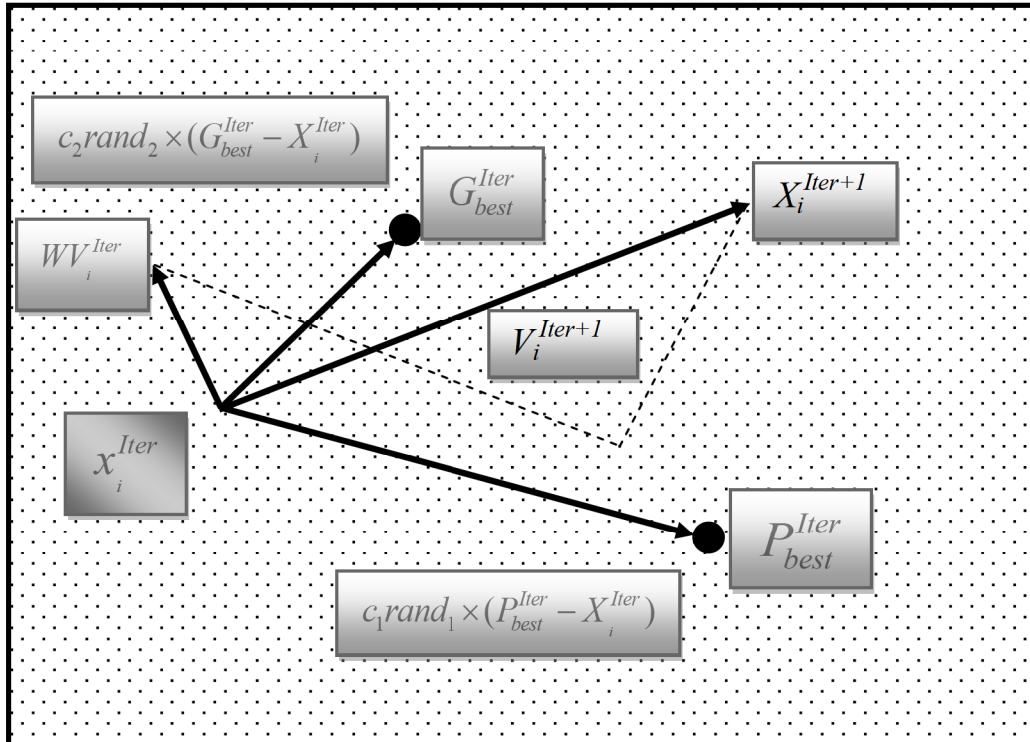 c₂rand₂×(G_best^Iter − X_i^Iter)
G_best^Iter
X_i^Iter+1
WV_i^Iter
V_i^Iter+1
x_i^Iter
P_best^Iter
c₁rand₁×(P_best^Iter − X_i^Iter)